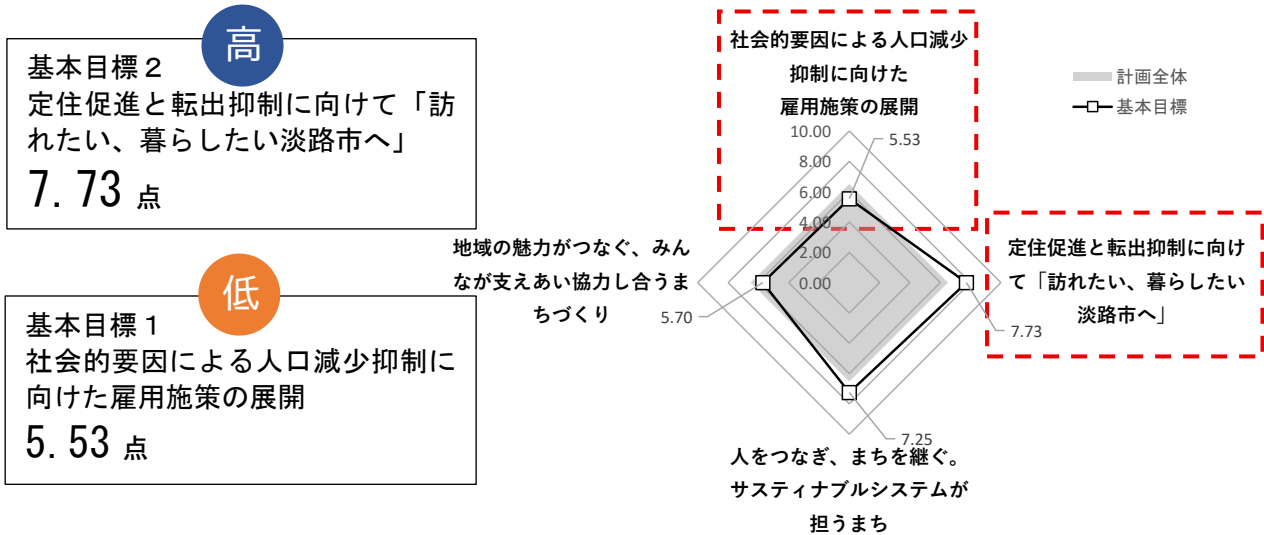 高
基本目標２
定住促進と転出抑制に向けて「訪
れたい、暮らしたい淡路市へ」
7.73 点
低
基本目標１
社会的要因による人口減少抑制に
向けた雇用施策の展開
5.53 点
社会的要因による人口減少
抑制に向けた
雇用施策の展開
計画全体
基本目標
10.00
8.00
6.00
4.00
2.00
0.00
5.53
定住促進と転出抑制に向け
て「訪れたい、暮らしたい
淡路市へ」
7.73
人をつなぎ、まちを継ぐ。
サスティナブルシステムが
担うまち
7.25
地域の魅力がつなぐ、みん
なが支えあい協力し合うま
ちづくり
5.70